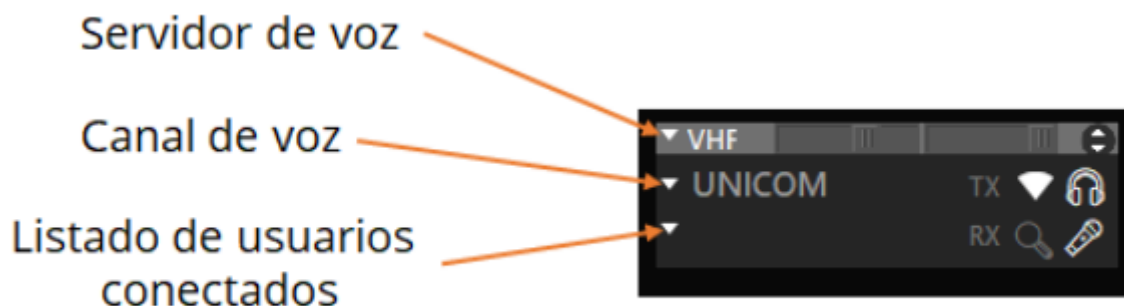 Servidor de voz
Canal de voz
Listado de usuarios
conectados
VHF
UNICOM TX
RX